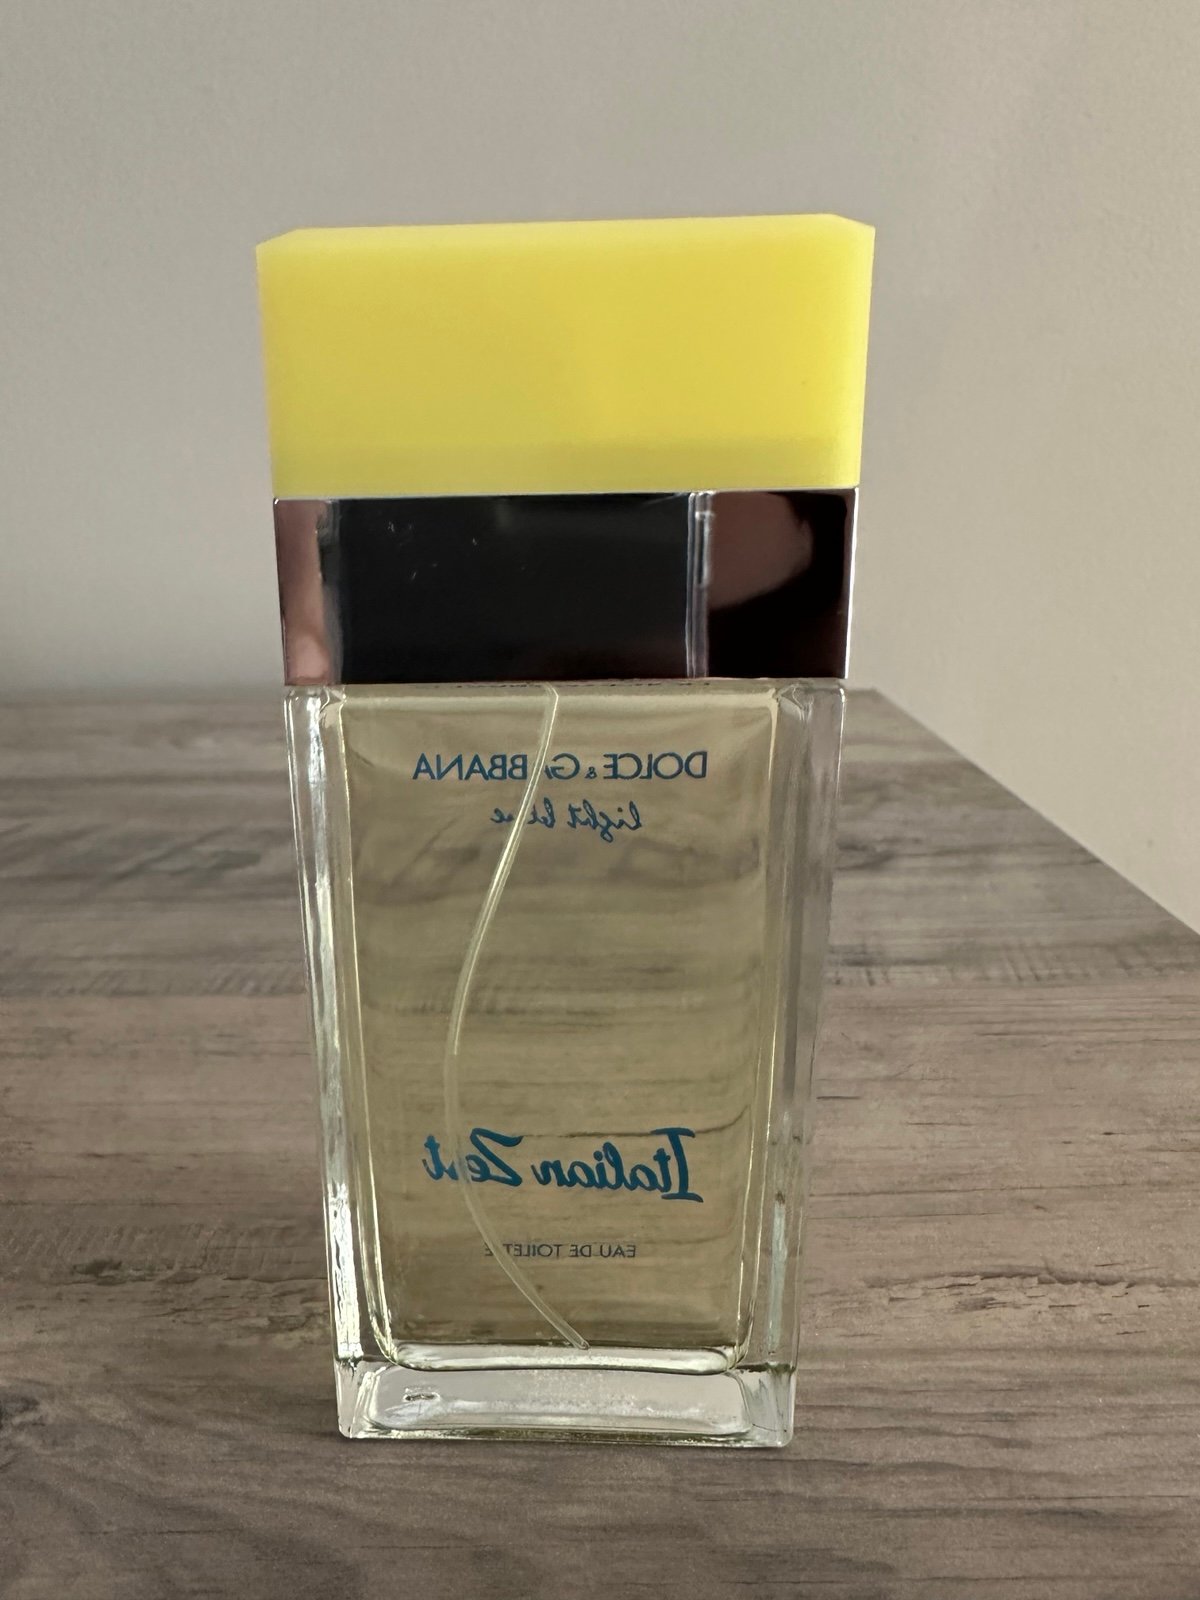 DOLCE & GABBANA
light blue
Italian Zest
EAU DE TOILETTE